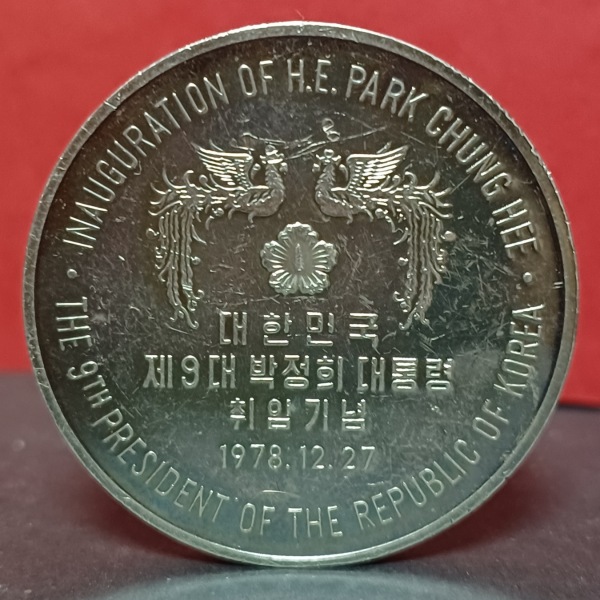 · INAUGURATION OF H.E. PARK CHUNG HEE ·
THE 9TH PRESIDENT OF THE REPUBLIC OF KOREA
대한민국
제9대 박정희 대통령
취임기념
1978.12.27